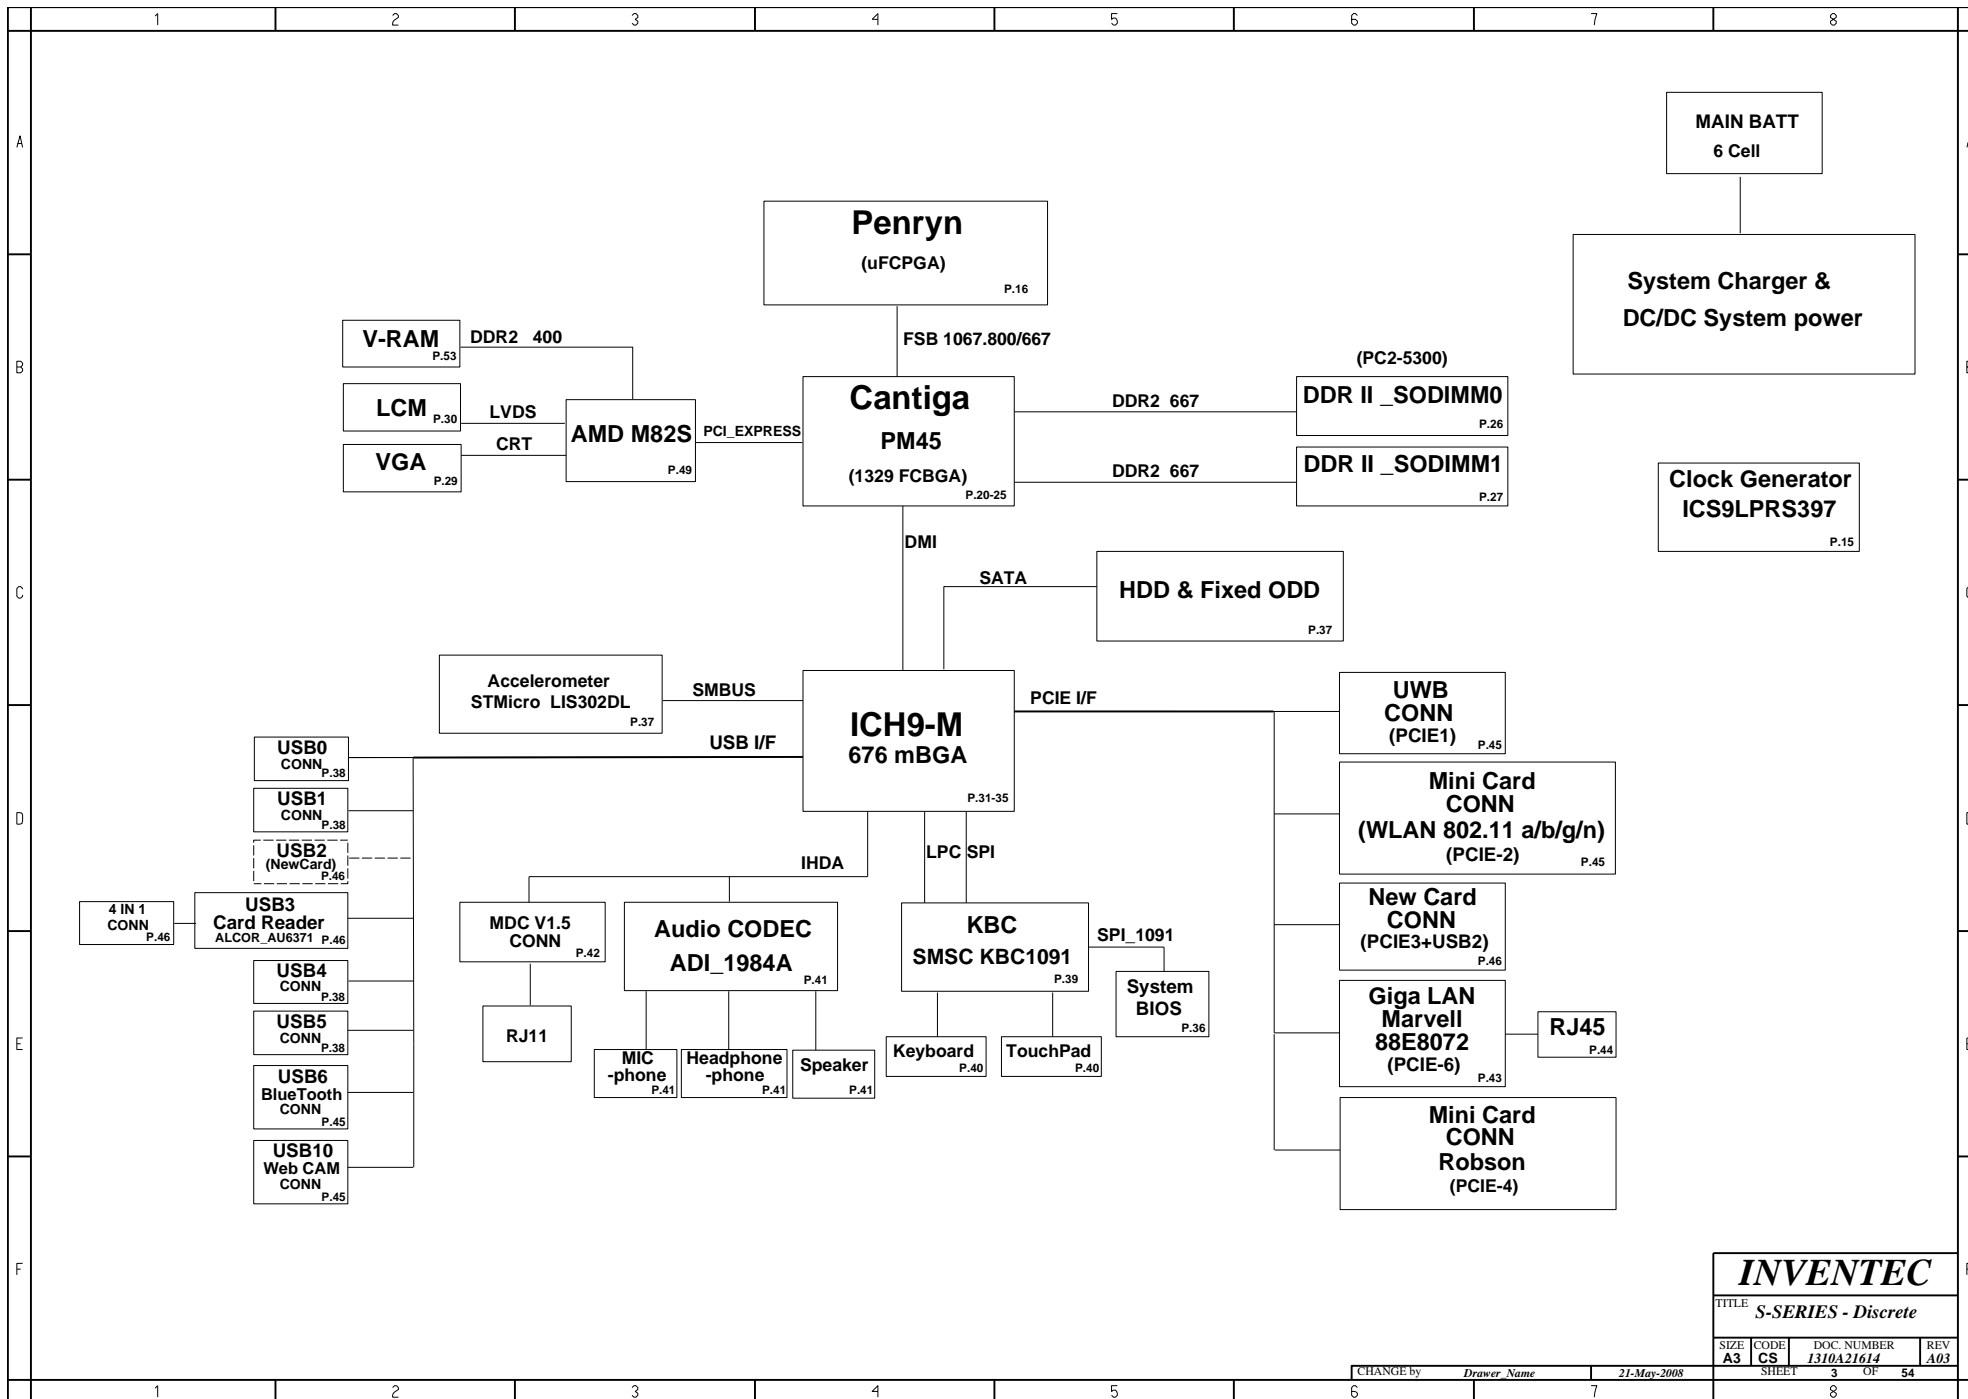 1 2 3 4 5 6 7 8
A
B
C
D
E
F
MAIN BATT
6 Cell
System Charger &
DC/DC System power
Penryn
(uFCPGA)
P.16
FSB 1067.800/667
V-RAM
P.53
DDR2 400
LCM
P.30
LVDS
VGA
P.29
CRT
AMD M82S
P.49
PCI_EXPRESS
Cantiga
PM45
(1329 FCBGA)
P.20-25
DDR2 667
DDR2 667
(PC2-5300)
DDR II _SODIMM0
P.26
DDR II _SODIMM1
P.27
Clock Generator
ICS9LPRS397
P.15
DMI
SATA
HDD & Fixed ODD
P.37
Accelerometer
STMicro LIS302DL
P.37
SMBUS
USB I/F
ICH9-M
676 mBGA
P.31-35
PCIE I/F
USB0
CONN
P.38
USB1
CONN
P.38
USB2
(NewCard)
P.46
4 IN 1
CONN
P.46
USB3
Card Reader
ALCOR_AU6371 P.46
USB4
CONN
P.38
USB5
CONN
P.38
USB6
BlueTooth
CONN
P.45
USB10
Web CAM
CONN
P.45
IHDA
LPC SPI
MDC V1.5
CONN
P.42
RJ11
Audio CODEC
ADI_1984A
P.41
MIC
-phone
P.41
Headphone
-phone
P.41
Speaker
P.41
KBC
SMSC KBC1091
P.39
SPI_1091
System
BIOS
P.36
Keyboard
P.40
TouchPad
P.40
UWB
CONN
(PCIE1)
P.45
Mini Card
CONN
(WLAN 802.11 a/b/g/n)
(PCIE-2)
P.45
New Card
CONN
(PCIE3+USB2)
P.46
Giga LAN
Marvell
88E8072
(PCIE-6)
P.43
RJ45
P.44
Mini Card
CONN
Robson
(PCIE-4)
INVENTEC
TITLE S-SERIES - Discrete
SIZE CODE DOC. NUMBER REV
A3 CS 1310A21614 A03
CHANGE by Drawer_Name 21-May-2008 SHEET 3 OF 54
1 2 3 4 5 6 7 8